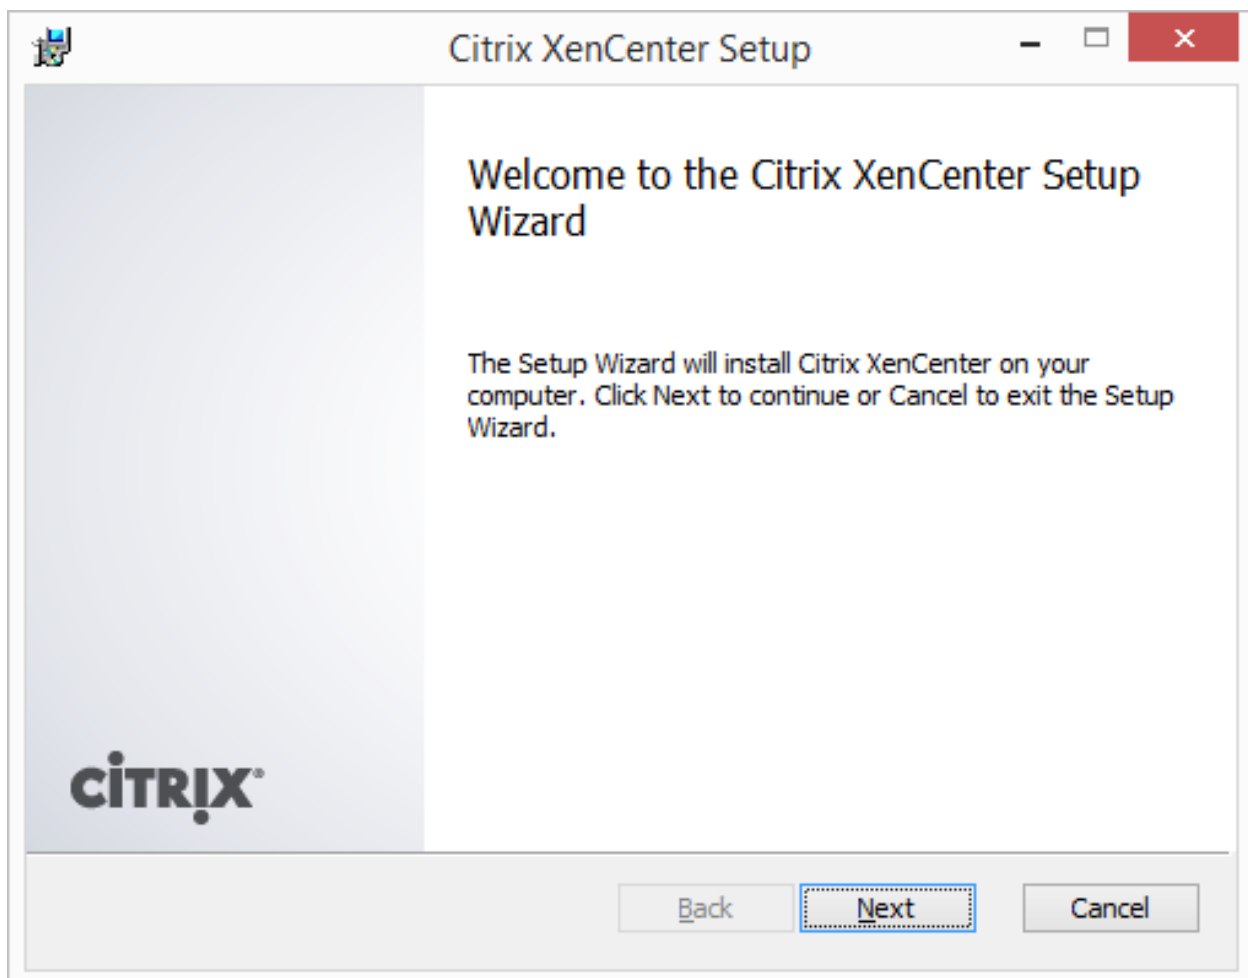 Citrix XenCenter Setup
Welcome to the Citrix XenCenter Setup
Wizard
The Setup Wizard will install Citrix XenCenter on your
computer. Click Next to continue or Cancel to exit the Setup
Wizard.
CiTRIX®
Back Next Cancel